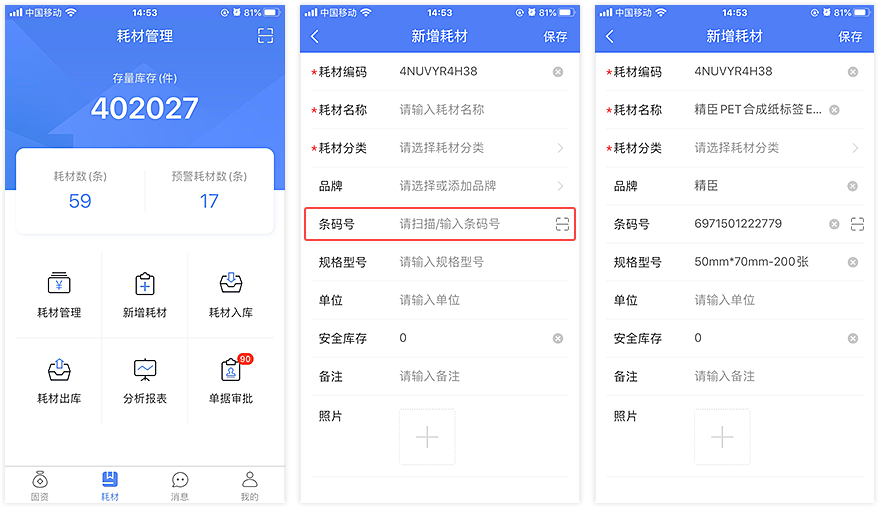 中国移动 14:53 81%
耗材管理
存量库存(件)
402027
耗材数(条) 预警耗材数(条)
59 17
耗材管理 新增耗材 耗材入库
90
耗材出库 分析报表 单据审批
固资 耗材 消息 我的
中国移动 14:53 81%
新增耗材 保存
*耗材编码 4NUVYR4H38
*耗材名称 请输入耗材名称
*耗材分类 请选择耗材分类
品牌 请选择或添加品牌
条码号 请扫描/输入条码号
规格型号 请输入规格型号
单位 请输入单位
安全库存 0
备注 请输入备注
照片
中国移动 14:53 81%
新增耗材 保存
*耗材编码 4NUVYR4H38
*耗材名称 精臣PET合成纸标签E...
*耗材分类 请选择耗材分类
品牌 精臣
条码号 6971501222779
规格型号 50mm*70mm-200张
单位 请输入单位
安全库存 0
备注 请输入备注
照片